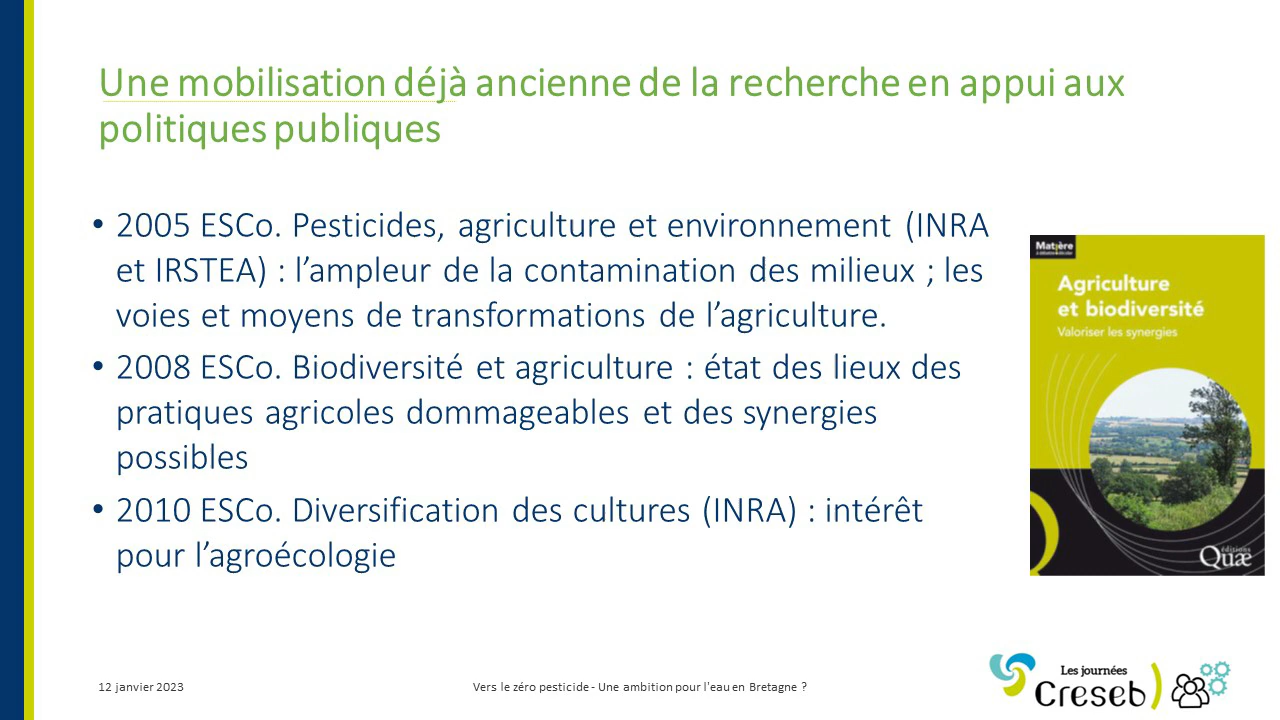 Une mobilisation déjà ancienne de la recherche en appui aux
politiques publiques
• 2005 ESCo. Pesticides, agriculture et environnement (INRA
et IRSTEA) : l’ampleur de la contamination des milieux ; les
voies et moyens de transformations de l’agriculture.
• 2008 ESCo. Biodiversité et agriculture : état des lieux des
pratiques agricoles dommageables et des synergies
possibles
• 2010 ESCo. Diversification des cultures (INRA) : intérêt
pour l’agroécologie
Matière
Agriculture
et biodiversité
Valoriser les synergies
éditions
Quæ
12 janvier 2023
Vers le zéro pesticide - Une ambition pour l'eau en Bretagne ?
Les journées
Creseb